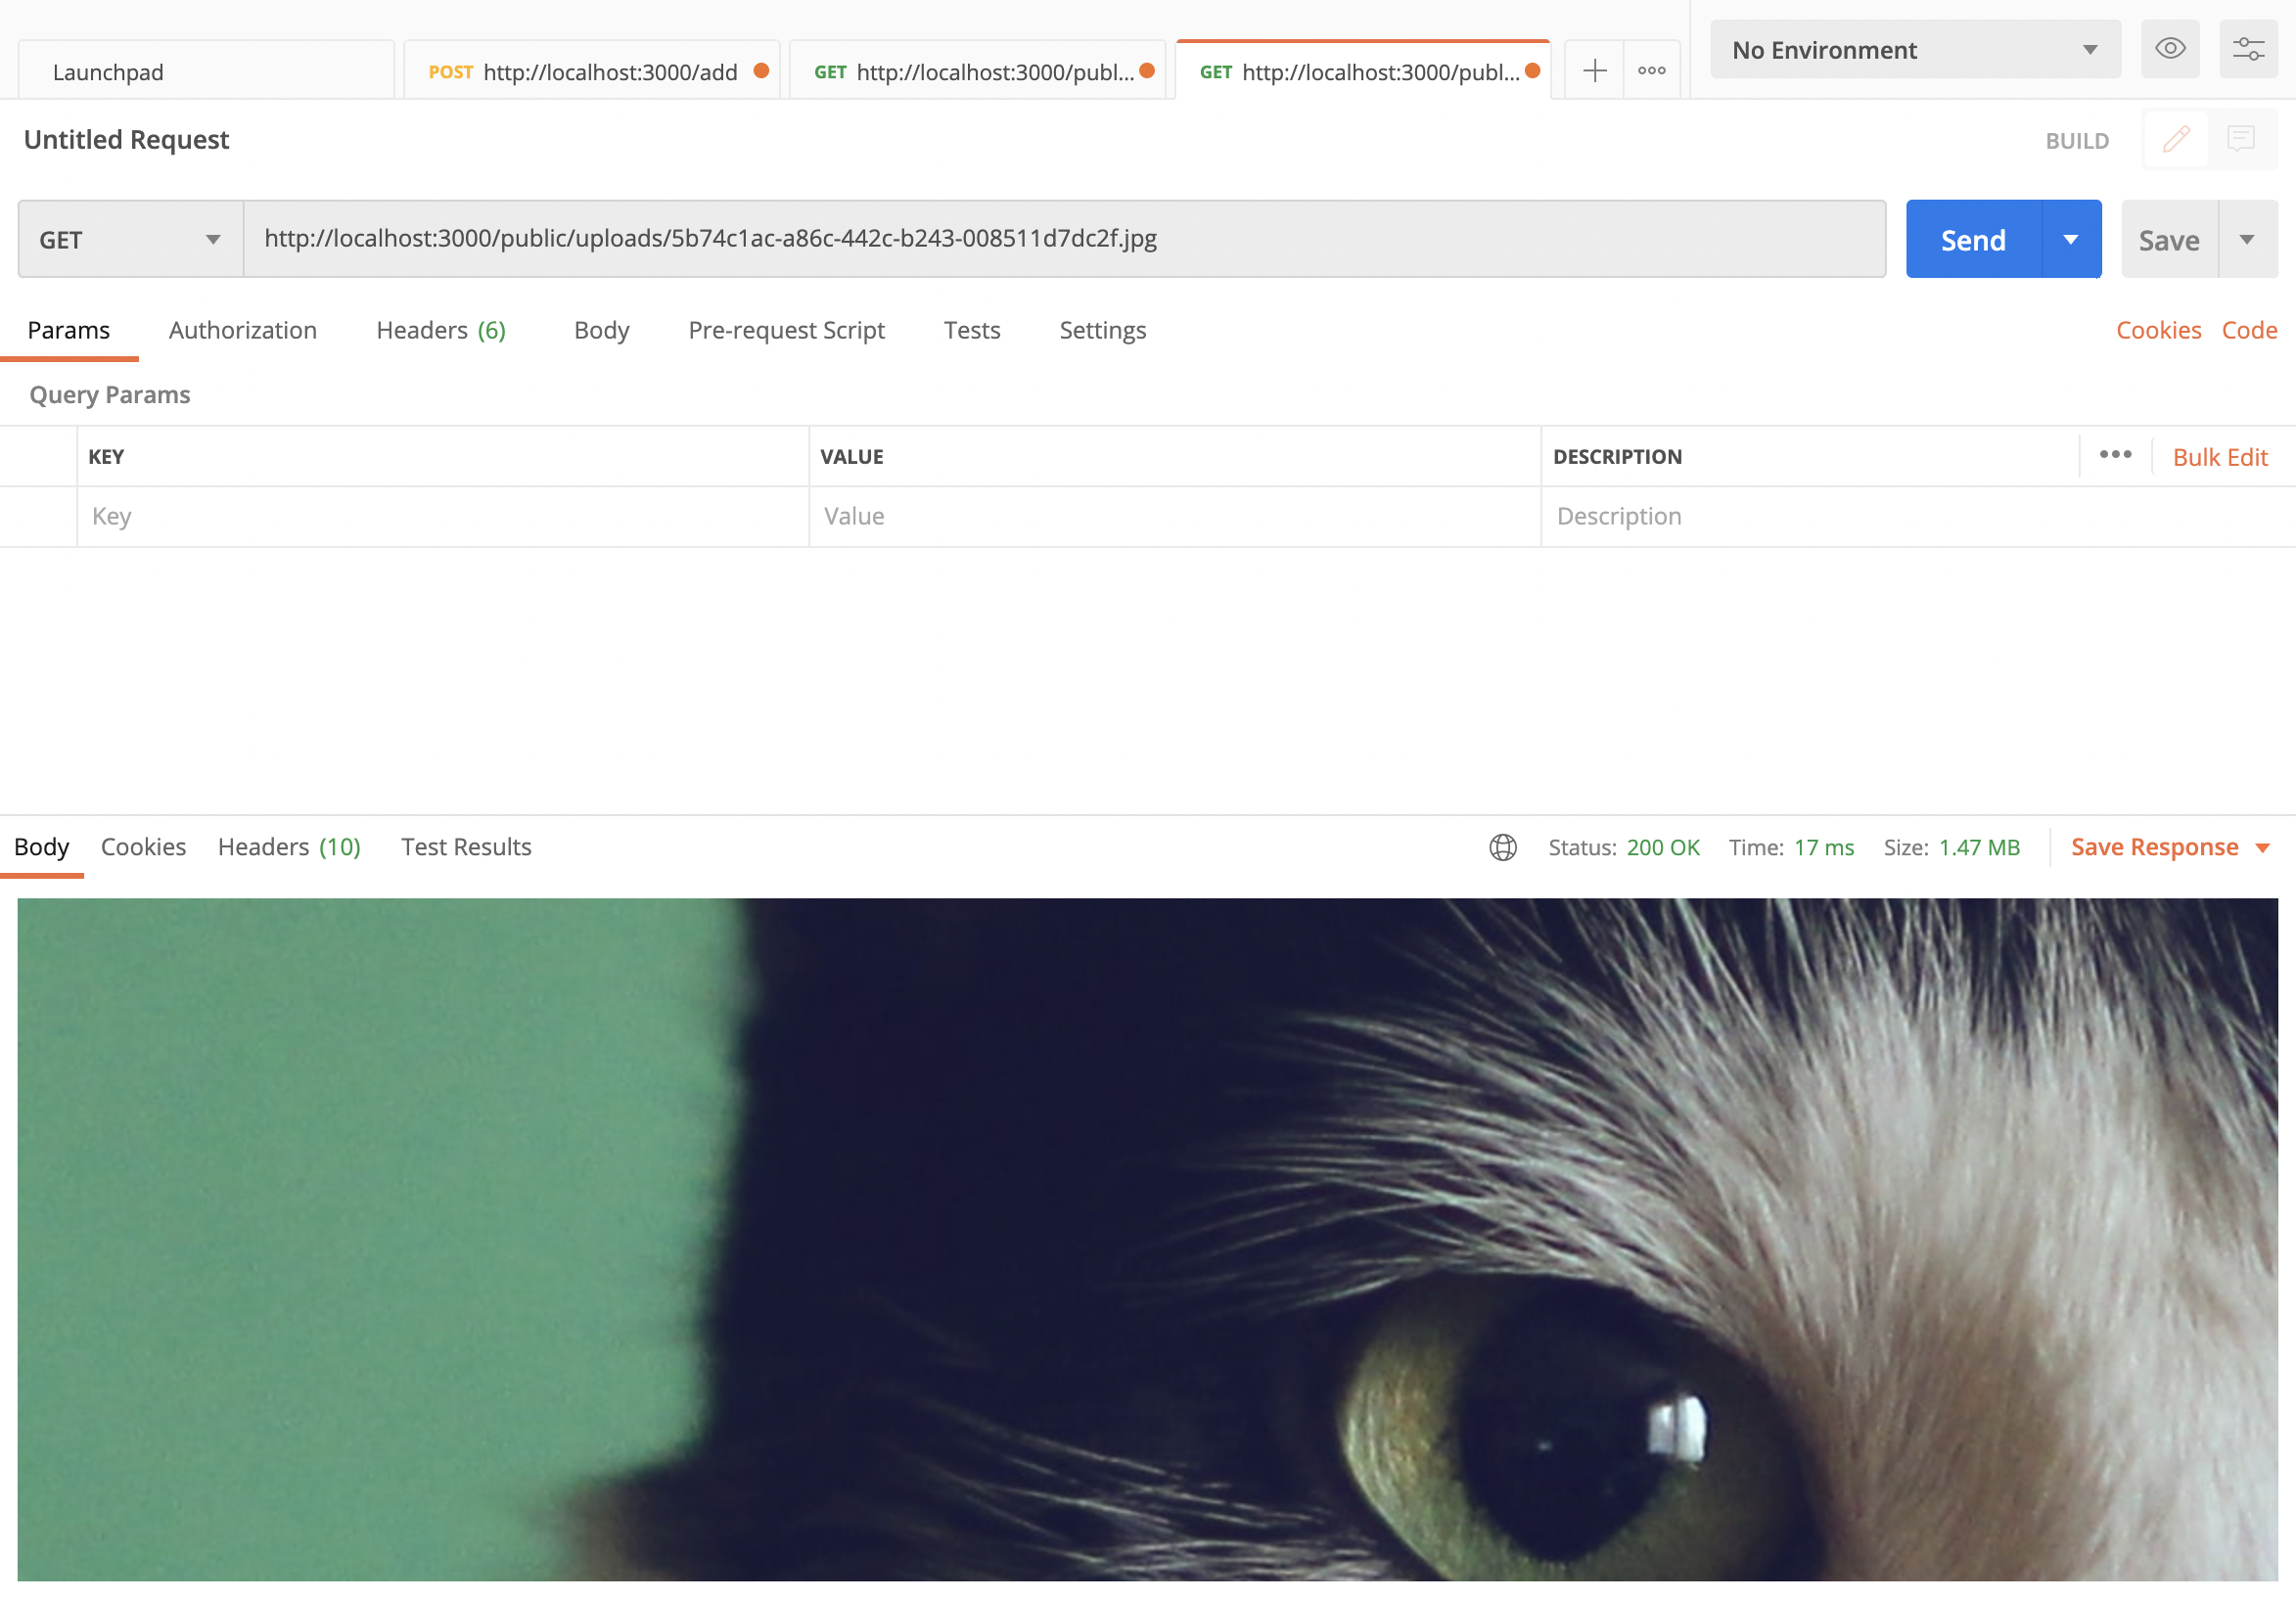 Launchpad
POST http://localhost:3000/add
GET http://localhost:3000/publ...
GET http://localhost:3000/publ...
No Environment
Untitled Request
BUILD
GET
http://localhost:3000/public/uploads/5b74c1ac-a86c-442c-b243-008511d7dc2f.jpg
Send
Save
Params
Authorization
Headers (6)
Body
Pre-request Script
Tests
Settings
Cookies
Code
Query Params
KEY
VALUE
DESCRIPTION
Bulk Edit
Key
Value
Description
Body
Cookies
Headers (10)
Test Results
Status: 200 OK
Time: 17 ms
Size: 1.47 MB
Save Response